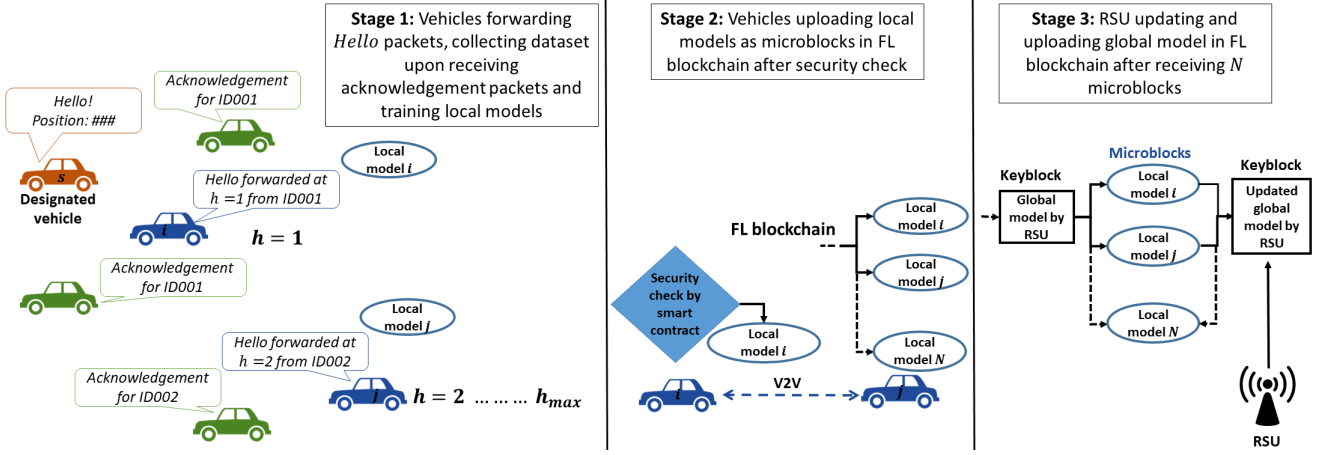 Stage 1: Vehicles forwarding
Hello packets, collecting dataset
upon receiving
acknowledgement packets and
training local models
Hello!
Position: ###
Acknowledgement
for ID001
s
Designated
vehicle
Local
model i
Hello forwarded at
h =1 from ID001
i
h = 1
Acknowledgement
for ID001
Local
model j
Hello forwarded at
h =2 from ID002
Acknowledgement
for ID002
j
h = 2 ... ... ... hmax
Stage 2: Vehicles uploading local
models as microblocks in FL
blockchain after security check
FL blockchain
Local
model i
Local
model j
Local
model N
Security
check by
smart
contract
Local
model i
i
V2V
j
Stage 3: RSU updating and
uploading global model in FL
blockchain after receiving N
microblocks
Keyblock
Global
model by
RSU
Microblocks
Local
model i
Local
model j
Local
model N
Keyblock
Updated
global
model by
RSU
RSU